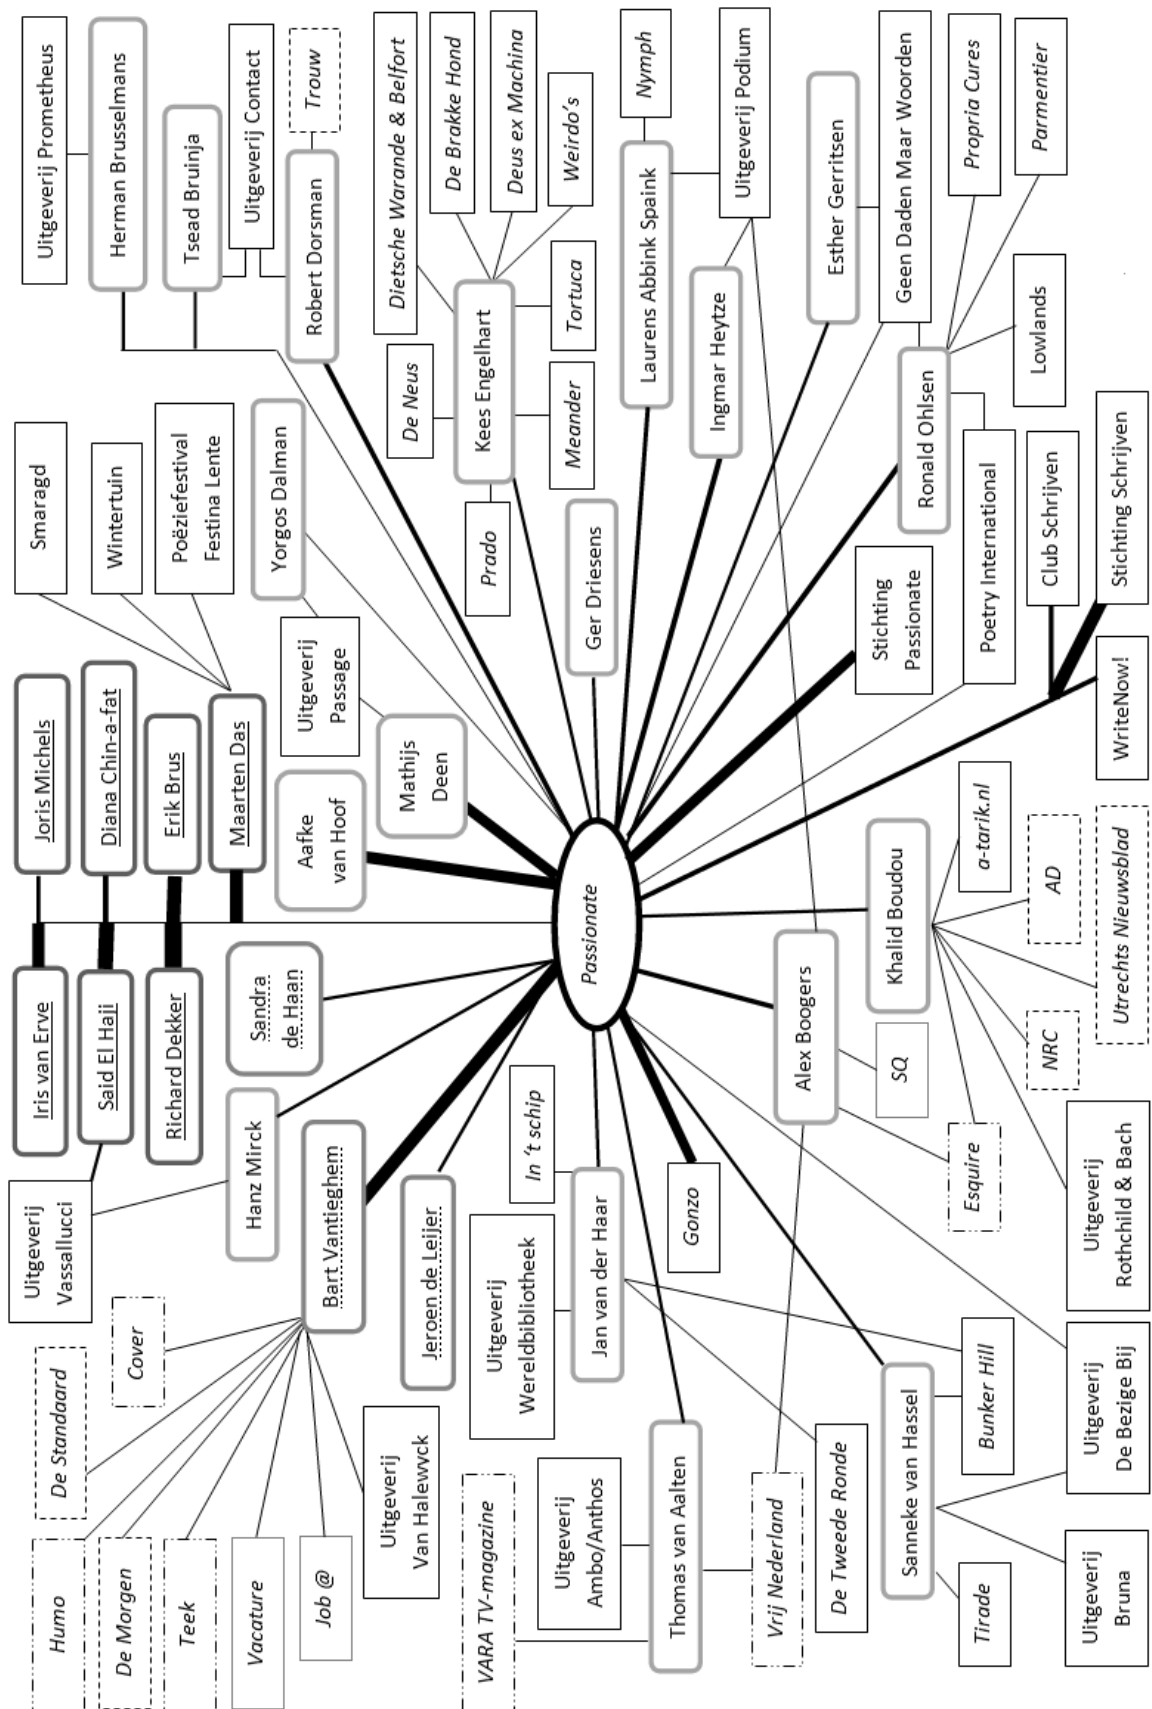 Uitgeverij Prometheus
Herman Brusselmans
Tsead Bruinja
Uitgeverij Contact
Trouw
Robert Dorsman
Dietsche Warande & Belfort
De Brakke Hond
Deus ex Machina
Weirdo's
De Neus
Kees Engelhart
Tortuca
Meander
Prado
Nymph
Laurens Abbink Spaink
Uitgeverij Podium
Ingmar Heytze
Esther Gerritsen
Geen Daden Maar Woorden
Propria Cures
Parmentier
Ronald Ohlsen
Lowlands
Poetry International
Club Schrijven
Stichting Schrijven
WriteNow!
Stichting
Passionate
Ger Driesens
Smaragd
Wintertuin
Poëziefestival
Festina Lente
Yorgos Dalman
Uitgeverij
Passage
Mathijs
Deen
Aafke
van Hoof
Joris Michels
Diana Chin-a-fat
Erik Brus
Maarten Das
Passionate
Iris van Erve
Said El Haji
Richard Dekker
Sandra
de Haan
Uitgeverij
Vassallucci
Hanz Mirck
Bart Vantieghem
Jeroen de Leijer
Cover
De Standaard
Humo
De Morgen
Teek
Vacature
Job @
Uitgeverij
Van Halewyck
In 't schip
Uitgeverij
Wereldbibliotheek
Jan van der Haar
Gonzo
VARA TV-magazine
Uitgeverij
Ambo/Anthos
Thomas van Aalten
Vrij Nederland
De Tweede Ronde
Alex Boogers
SQ
Khalid Boudou
a-tarik.nl
AD
Utrechts Nieuwsblad
NRC
Esquire
Uitgeverij
Rothchild & Bach
Bunker Hill
Sanneke van Hassel
Uitgeverij
De Bezige Bij
Tirade
Uitgeverij
Bruna